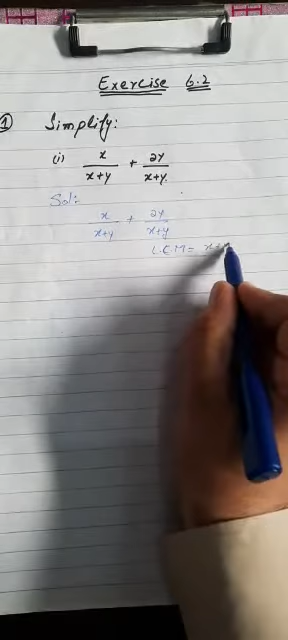 Exercise 6.2
① Simplify:
(i) x/x+y + 2y/x+y
Sol:
x/x+y + 2y/x+y
L.C.M = x+